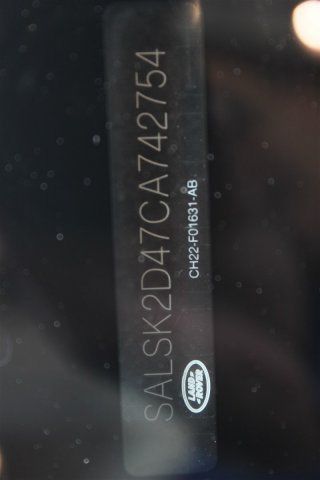 SALSK2D47CA742754
CH22-F01631-AB
LAND
ROVER